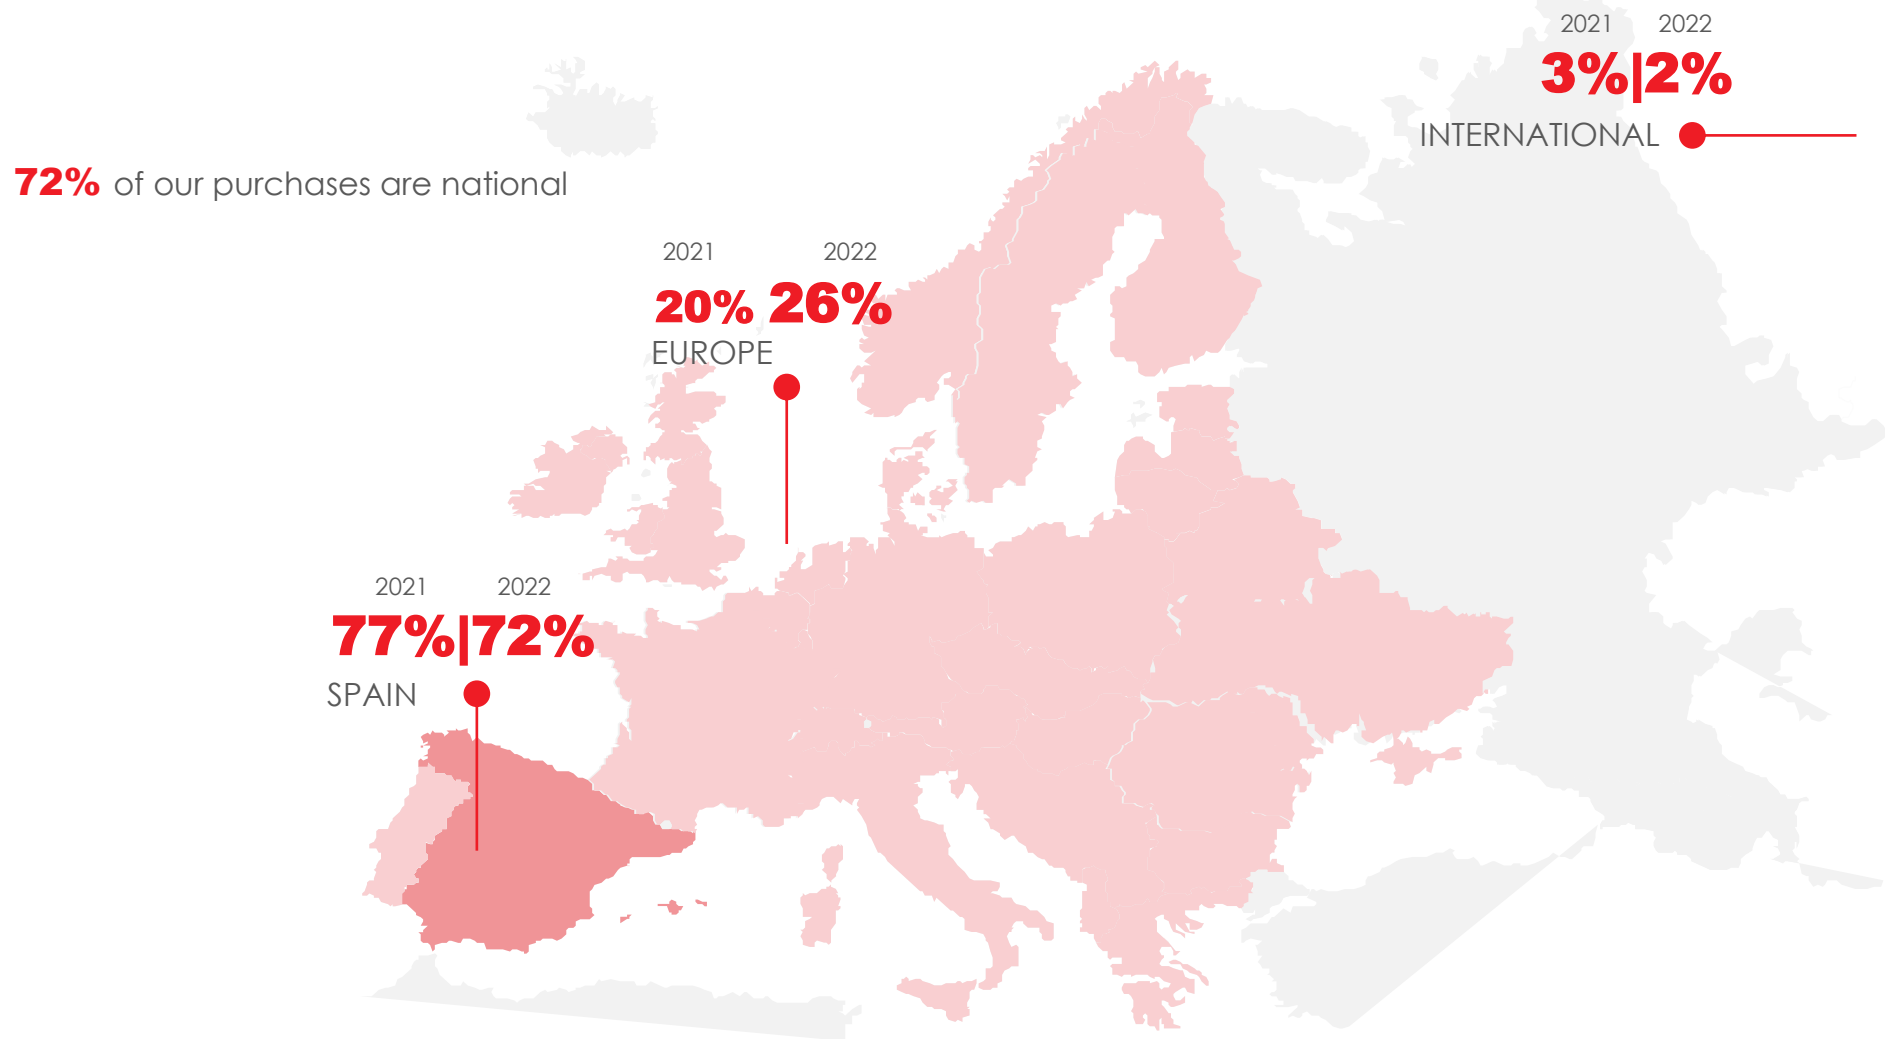 2021 2022
3%|2%
INTERNATIONAL
72% of our purchases are national
2021 2022
20% 26%
EUROPE
2021 2022
77%|72%
SPAIN